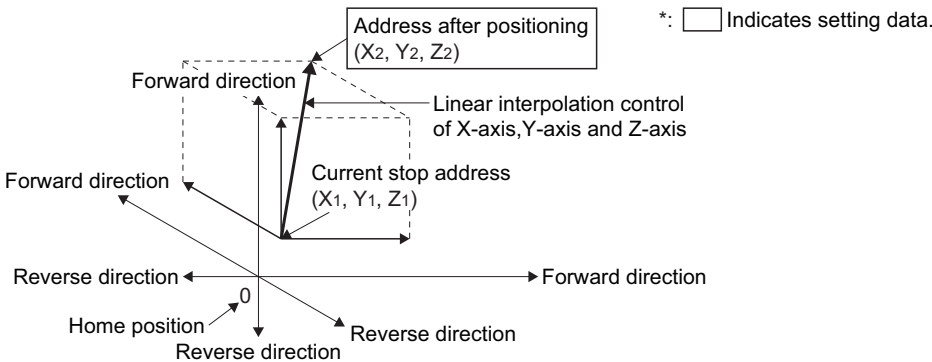 Address after positioning
(X2, Y2, Z2)
*: Indicates setting data.
Forward direction
Linear interpolation control
of X-axis,Y-axis and Z-axis
Current stop address
(X1, Y1, Z1)
Forward direction
Reverse direction
Forward direction
0
Home position
Reverse direction
Reverse direction